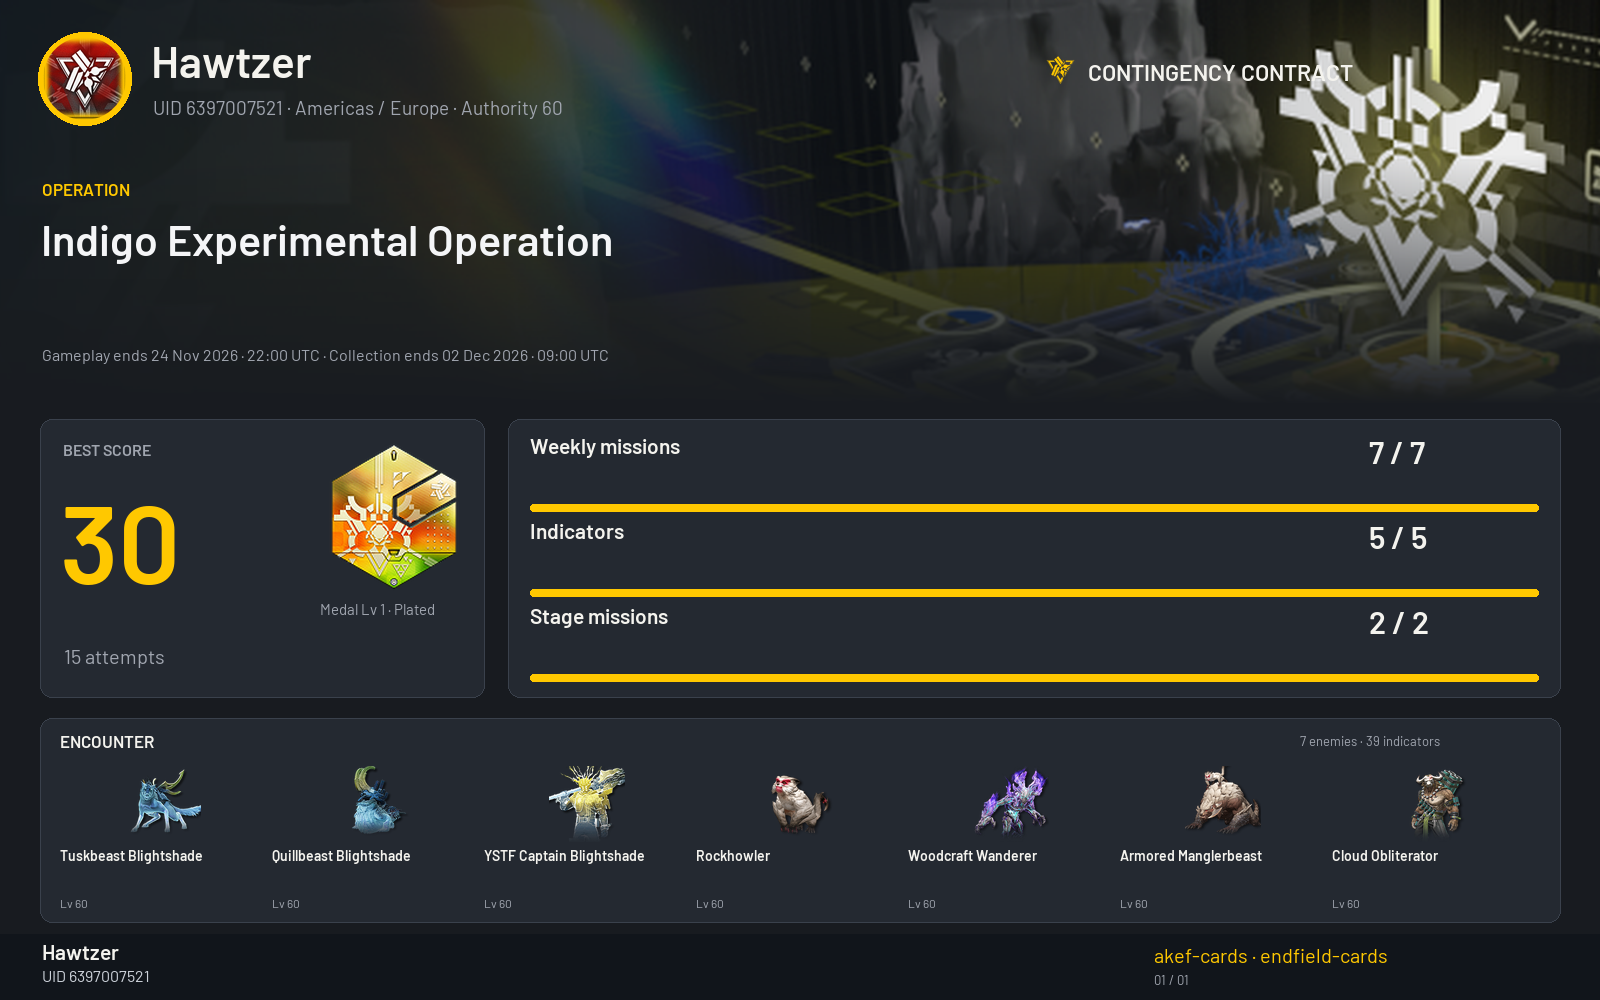 Hawtzer
UID 6397007521 · Americas / Europe · Authority 60
CONTINGENCY CONTRACT
OPERATION
Indigo Experimental Operation
Gameplay ends 24 Nov 2026 · 22:00 UTC · Collection ends 02 Dec 2026 · 09:00 UTC
BEST SCORE
30
Medal Lv 1 · Plated
15 attempts
Weekly missions 7 / 7
Indicators 5 / 5
Stage missions 2 / 2
ENCOUNTER 7 enemies · 39 indicators
Tuskbeast Blightshade
Lv 60
Quillbeast Blightshade
Lv 60
YSTF Captain Blightshade
Lv 60
Rockhowler
Lv 60
Woodcraft Wanderer
Lv 60
Armored Manglerbeast
Lv 60
Cloud Obliterator
Lv 60
Hawtzer
UID 6397007521
akef-cards · endfield-cards
01 / 01